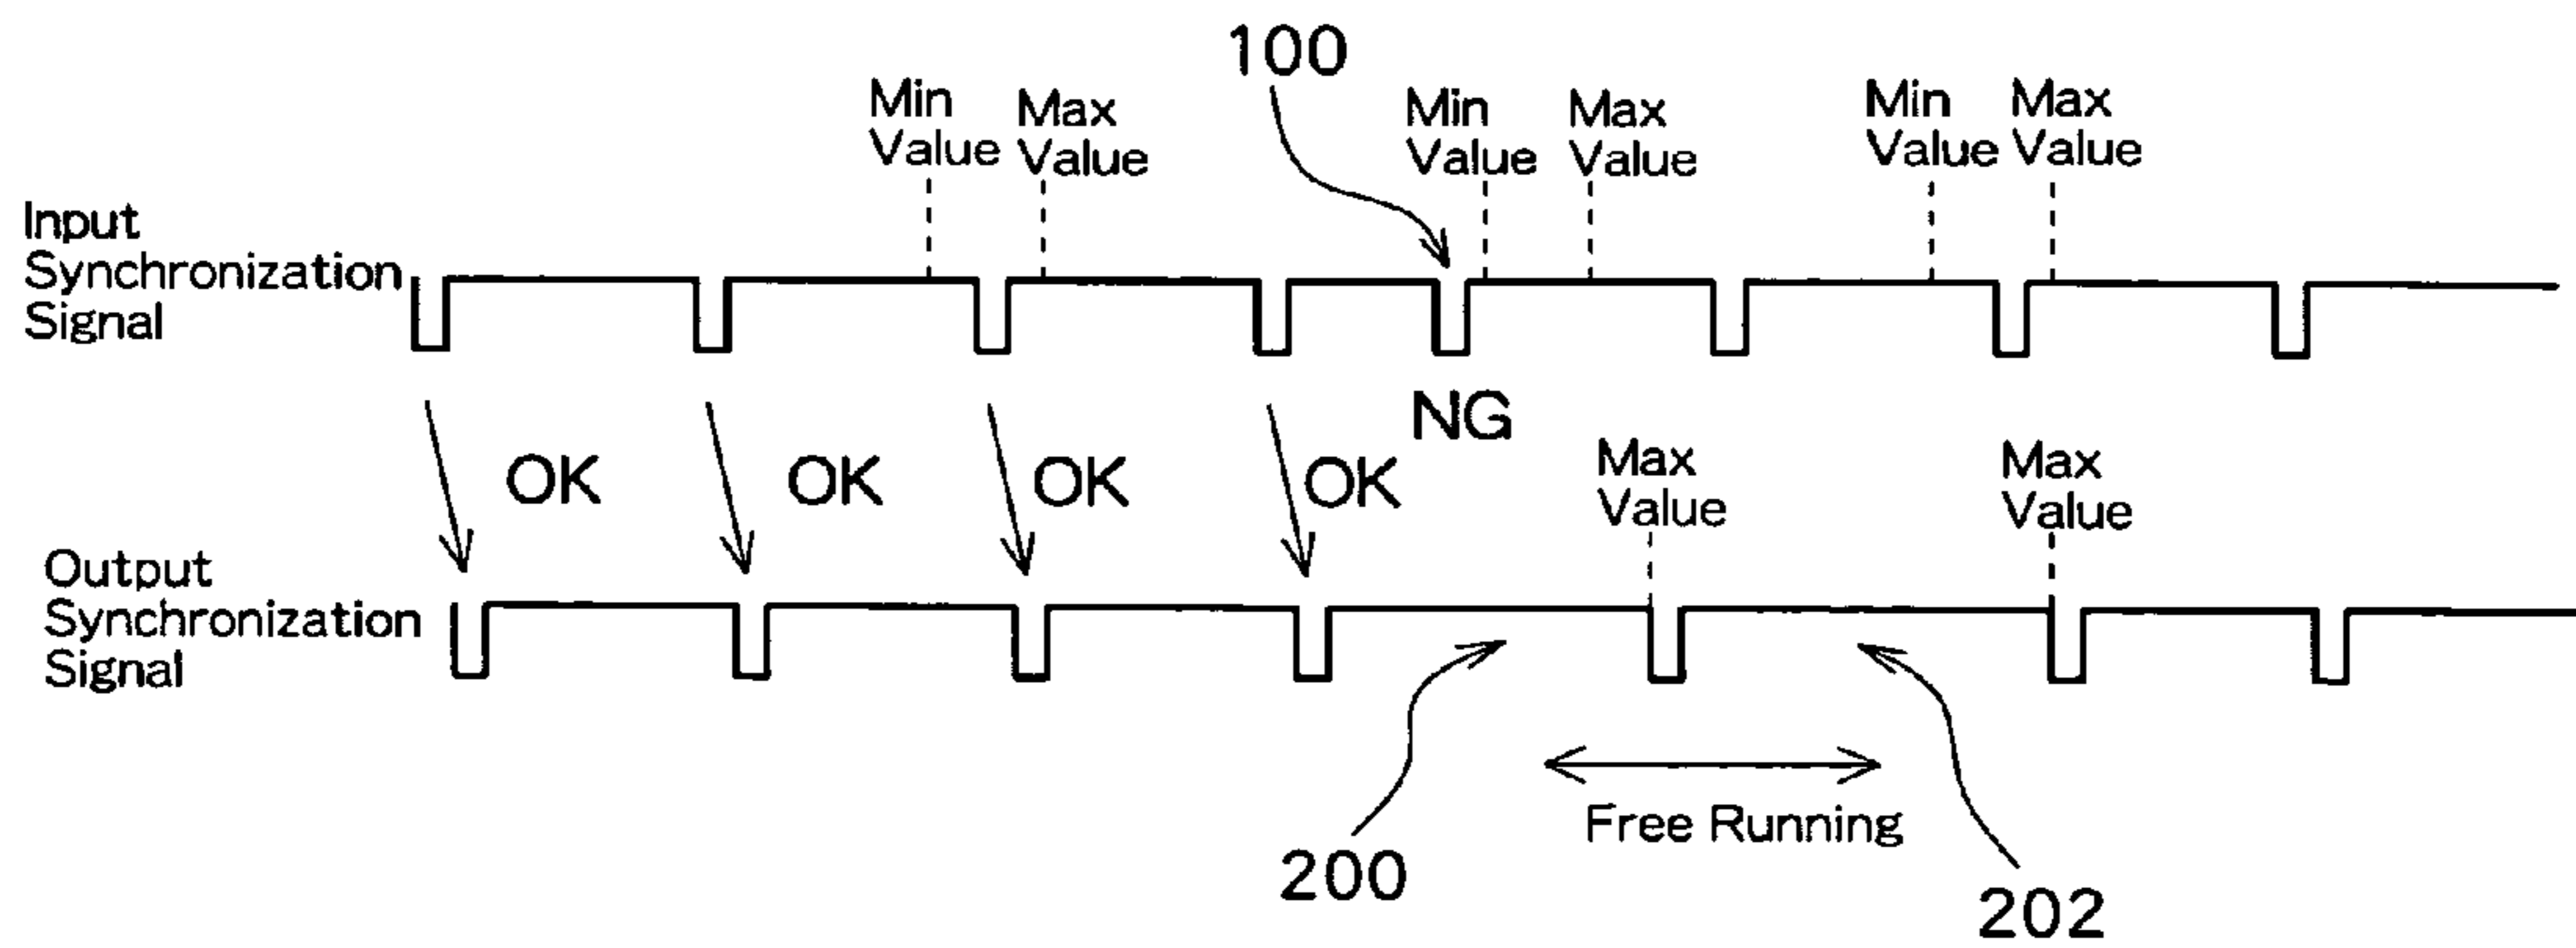 100
Min
Value
Max
Value
Min
Value
Max
Value
Min
Value
Max
Value
Input
Synchronization
Signal
NG
OK
OK
OK
OK
Max
Value
Max
Value
Output
Synchronization
Signal
Free Running
200
202